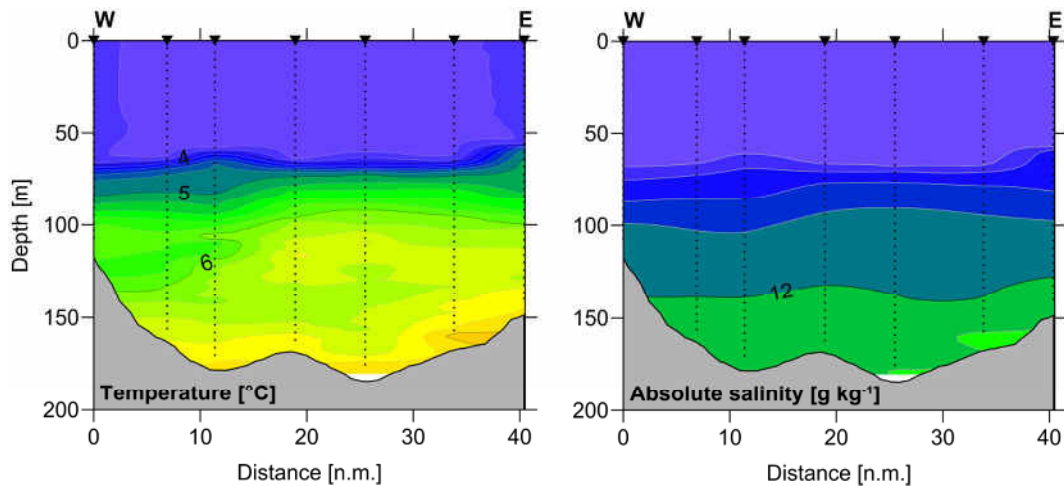 W E
0
50
100
150
200
Depth [m]
4
5
6
Temperature [°C]
0 10 20 30 40
Distance [n.m.]
W E
0
50
100
150
200
12
Absolute salinity [g kg⁻¹]
0 10 20 30 40
Distance [n.m.]